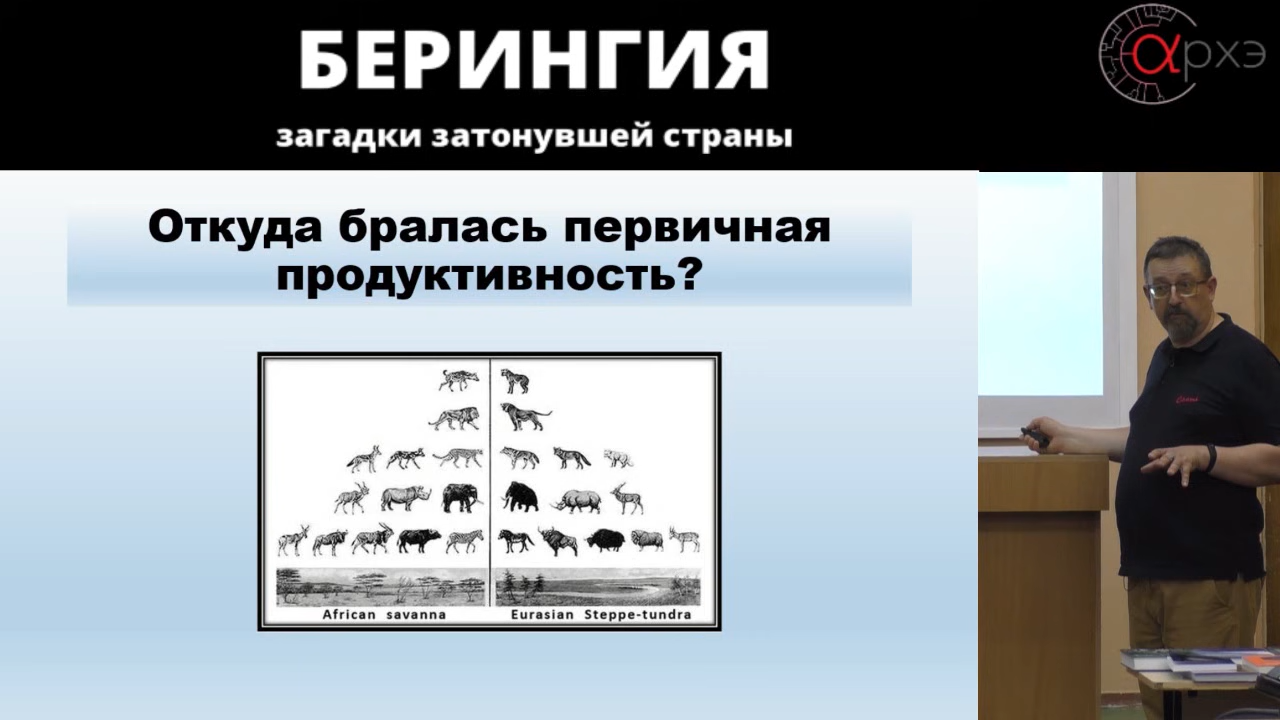 БЕРИНГИЯ
загадки затонувшей страны
αрхэ
Откуда бралась первичная
продуктивность?
African savanna
Eurasian Steppe-tundra